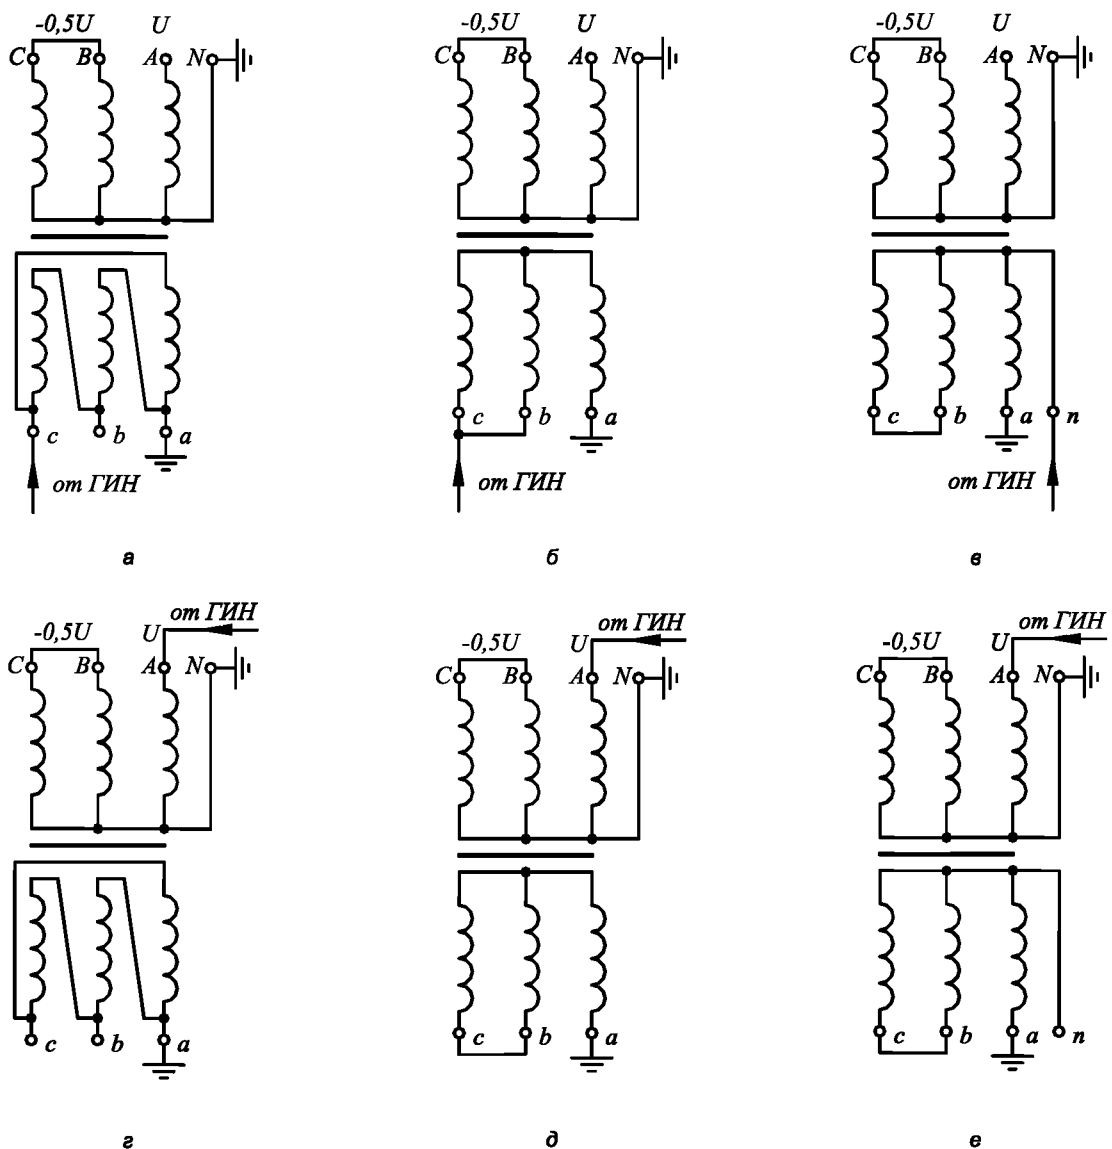 -0,5U U -0,5U U -0,5U U
C B A N C B A N C B A N
c b a c b a c b a n
от ГИН от ГИН от ГИН
а б в
от ГИН от ГИН от ГИН
-0,5U U -0,5U U -0,5U U
C B A N C B A N C B A N
c b a c b a c b a n
г д е